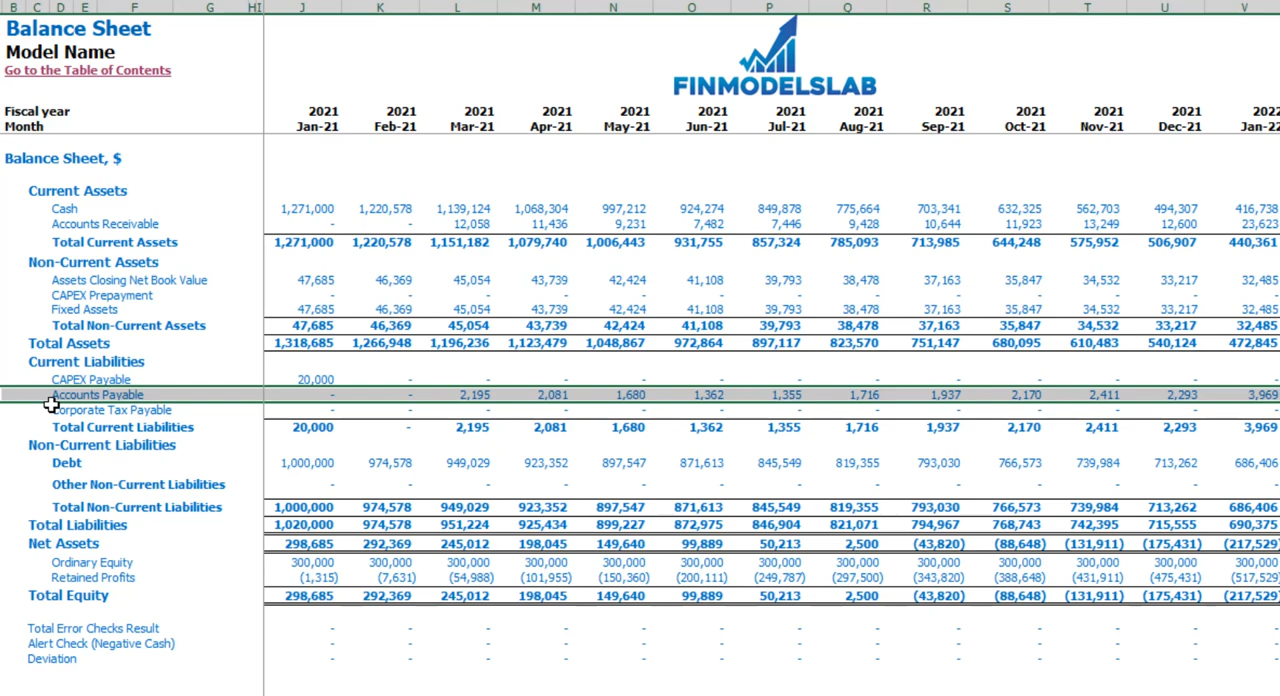 B C D E F G HI J K L M N O P Q R S T U V
Balance Sheet
Model Name
Go to the Table of Contents
FINMODELSLAB
Fiscal year 2021 2021 2021 2021 2021 2021 2021 2021 2021 2021 2021 2021 2022
Month Jan-21 Feb-21 Mar-21 Apr-21 May-21 Jun-21 Jul-21 Aug-21 Sep-21 Oct-21 Nov-21 Dec-21 Jan-22
Balance Sheet, $
Current Assets
Cash 1,271,000 1,220,578 1,139,124 1,068,304 997,212 924,274 849,878 775,664 703,341 632,325 562,703 494,307 416,738
Accounts Receivable - - 12,058 11,436 9,231 7,482 7,446 9,428 10,644 11,923 13,249 12,600 23,623
Total Current Assets 1,271,000 1,220,578 1,151,182 1,079,740 1,006,443 931,755 857,324 785,093 713,985 644,248 575,952 506,907 440,361
Non-Current Assets
Assets Closing Net Book Value 47,685 46,369 45,054 43,739 42,424 41,108 39,793 38,478 37,163 35,847 34,532 33,217 32,485
CAPEX Prepayment - - - - - - - - - - - - -
Fixed Assets 47,685 46,369 45,054 43,739 42,424 41,108 39,793 38,478 37,163 35,847 34,532 33,217 32,485
Total Non-Current Assets 47,685 46,369 45,054 43,739 42,424 41,108 39,793 38,478 37,163 35,847 34,532 33,217 32,485
Total Assets 1,318,685 1,266,948 1,196,236 1,123,479 1,048,867 972,864 897,117 823,570 751,147 680,095 610,483 540,124 472,845
Current Liabilities
CAPEX Payable 20,000 - - - - - - - - - - - -
Accounts Payable - - 2,195 2,081 1,680 1,362 1,355 1,716 1,937 2,170 2,411 2,293 3,969
Corporate Tax Payable - - - - - - - - - - - - -
Total Current Liabilities 20,000 - 2,195 2,081 1,680 1,362 1,355 1,716 1,937 2,170 2,411 2,293 3,969
Non-Current Liabilities
Debt 1,000,000 974,578 949,029 923,352 897,547 871,613 845,549 819,355 793,030 766,573 739,984 713,262 686,406
Other Non-Current Liabilities - - - - - - - - - - - - -
Total Non-Current Liabilities 1,000,000 974,578 949,029 923,352 897,547 871,613 845,549 819,355 793,030 766,573 739,984 713,262 686,406
Total Liabilities 1,020,000 974,578 951,224 925,434 899,227 872,975 846,904 821,071 794,967 768,743 742,395 715,555 690,375
Net Assets 298,685 292,369 245,012 198,045 149,640 99,889 50,213 2,500 (43,820) (88,648) (131,911) (175,431) (217,529
Ordinary Equity 300,000 300,000 300,000 300,000 300,000 300,000 300,000 300,000 300,000 300,000 300,000 300,000 300,000
Retained Profits (1,315) (7,631) (54,988) (101,955) (150,360) (200,111) (249,787) (297,500) (343,820) (388,648) (431,911) (475,431) (517,529
Total Equity 298,685 292,369 245,012 198,045 149,640 99,889 50,213 2,500 (43,820) (88,648) (131,911) (175,431) (217,529
Total Error Checks Result - - - - - - - - - - - - -
Alert Check (Negative Cash) - - - - - - - - - - - - -
Deviation - - - - - - - - - - - - -